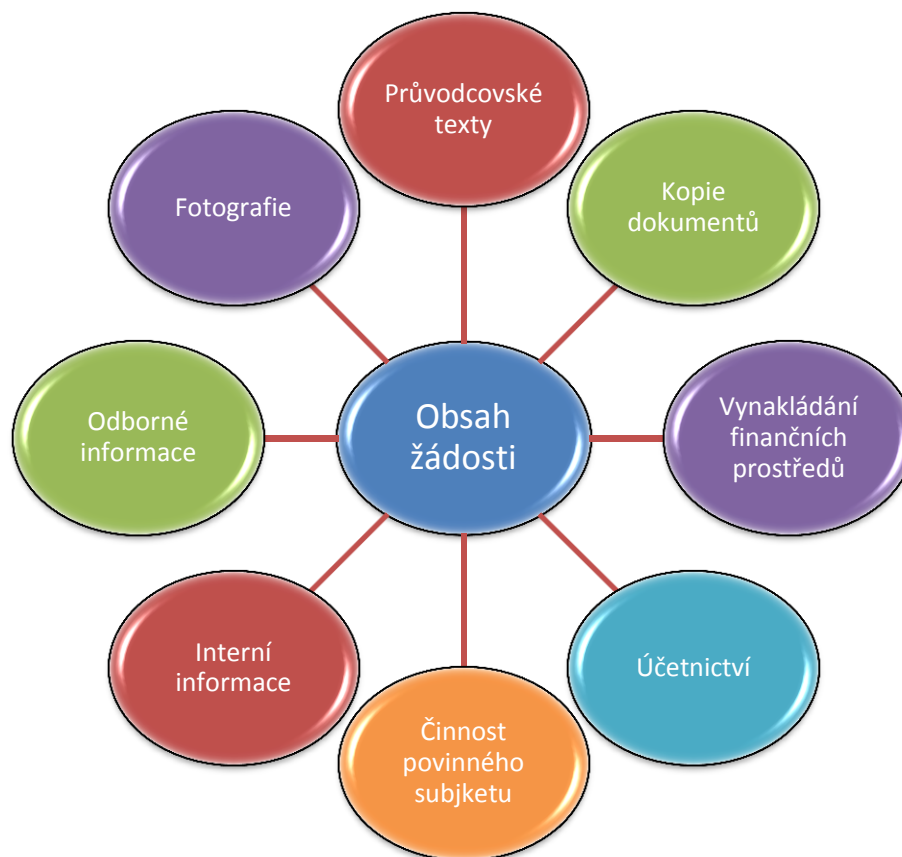 Průvodcovské
texty
Kopie
dokumentů
Vynakládání
finančních
prostředů
Účetnictví
Činnost
povinného
subjketu
Interní
informace
Odborné
informace
Fotografie
Obsah
žádosti